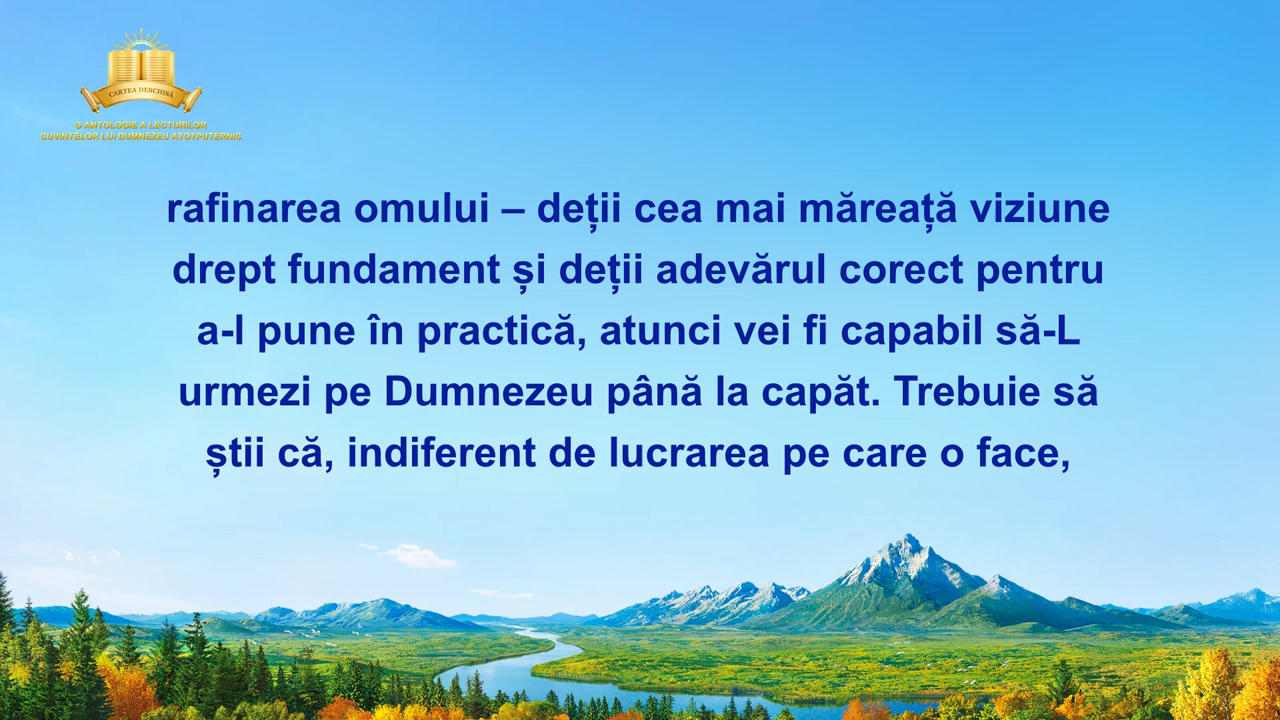 CARTEA DESCHISĂ
O ANTOLOGIE A LECTURILOR
CUVINTELOR LUI DUMNEZEU ATOTPUTERNIC
rafinarea omului – deții cea mai măreață viziune
drept fundament și deții adevărul corect pentru
a-l pune în practică, atunci vei fi capabil să-L
urmezi pe Dumnezeu până la capăt. Trebuie să
știi că, indiferent de lucrarea pe care o face,